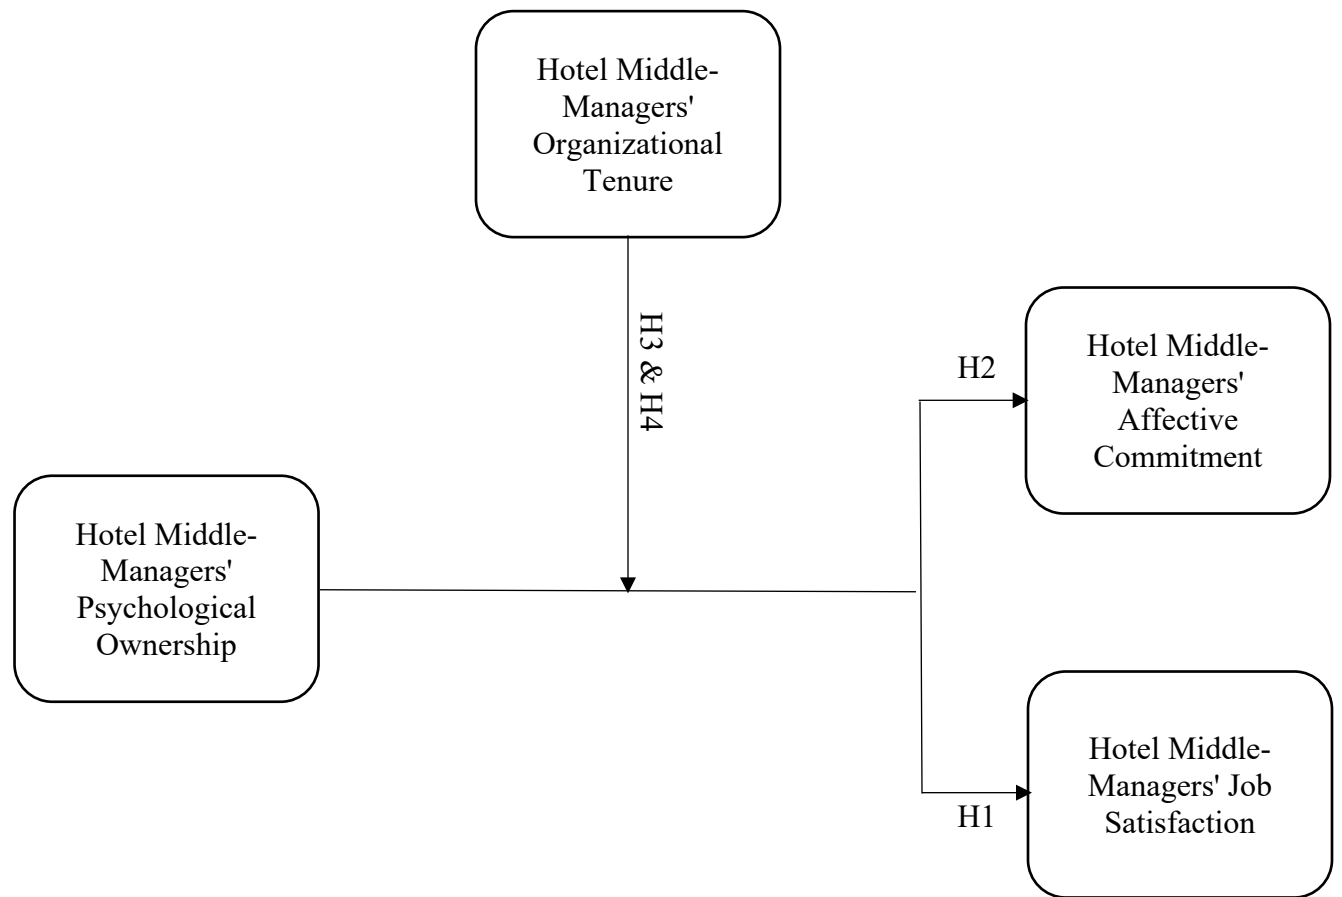 Hotel Middle-
Managers'
Organizational
Tenure
H3 & H4
H2
Hotel Middle-
Managers'
Affective
Commitment
Hotel Middle-
Managers'
Psychological
Ownership
Hotel Middle-
Managers' Job
Satisfaction
H1